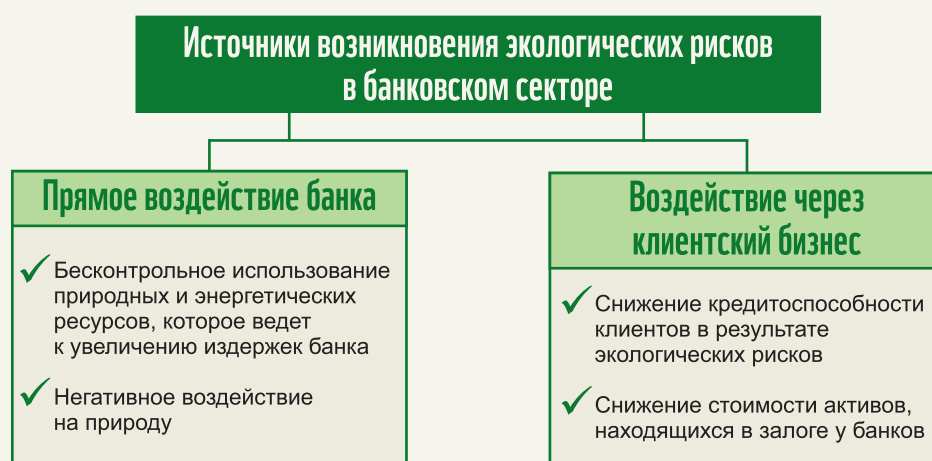 Источники возникновения экологических рисков
в банковском секторе
Прямое воздействие банка
Бесконтрольное использование
природных и энергетических
ресурсов, которое ведет
к увеличению издержек банка
Негативное воздействие
на природу
Воздействие через
клиентский бизнес
Снижение кредитоспособности
клиентов в результате
экологических рисков
Снижение стоимости активов,
находящихся в залоге у банков